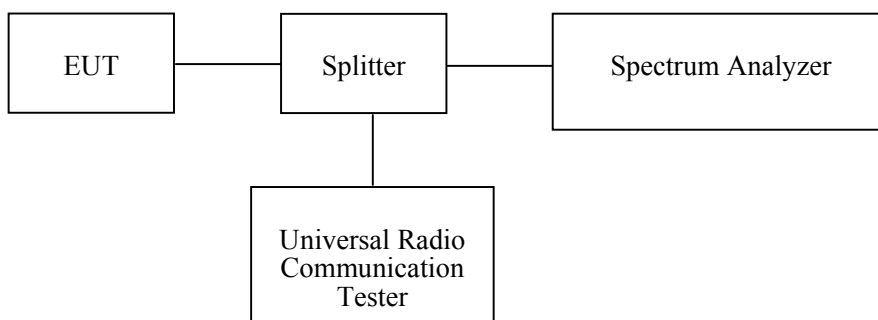 EUT
Splitter
Spectrum Analyzer
Universal Radio
Communication
Tester